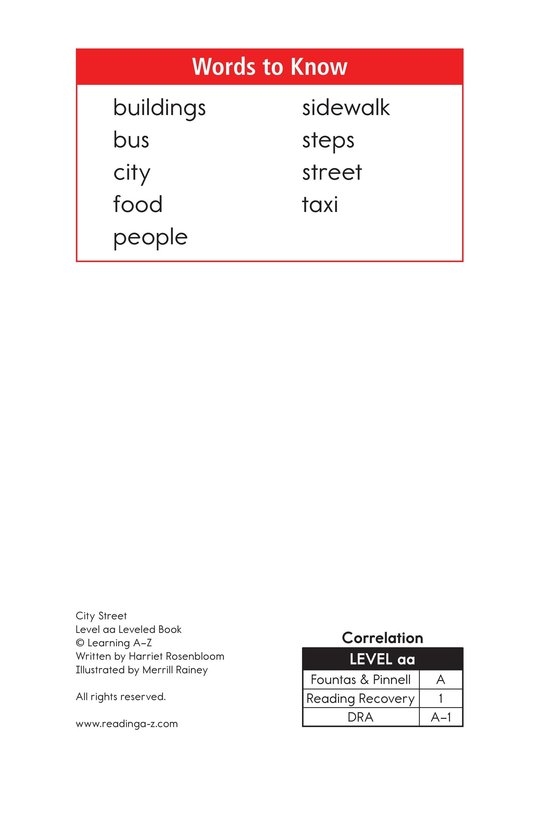 Words to Know
buildings
bus
city
food
people
sidewalk
steps
street
taxi
City Street
Level aa Leveled Book
© Learning A–Z
Written by Harriet Rosenbloom
Illustrated by Merrill Rainey
All rights reserved.
www.readinga-z.com
Correlation
LEVEL aa
Fountas & Pinnell A
Reading Recovery 1
DRA A–1